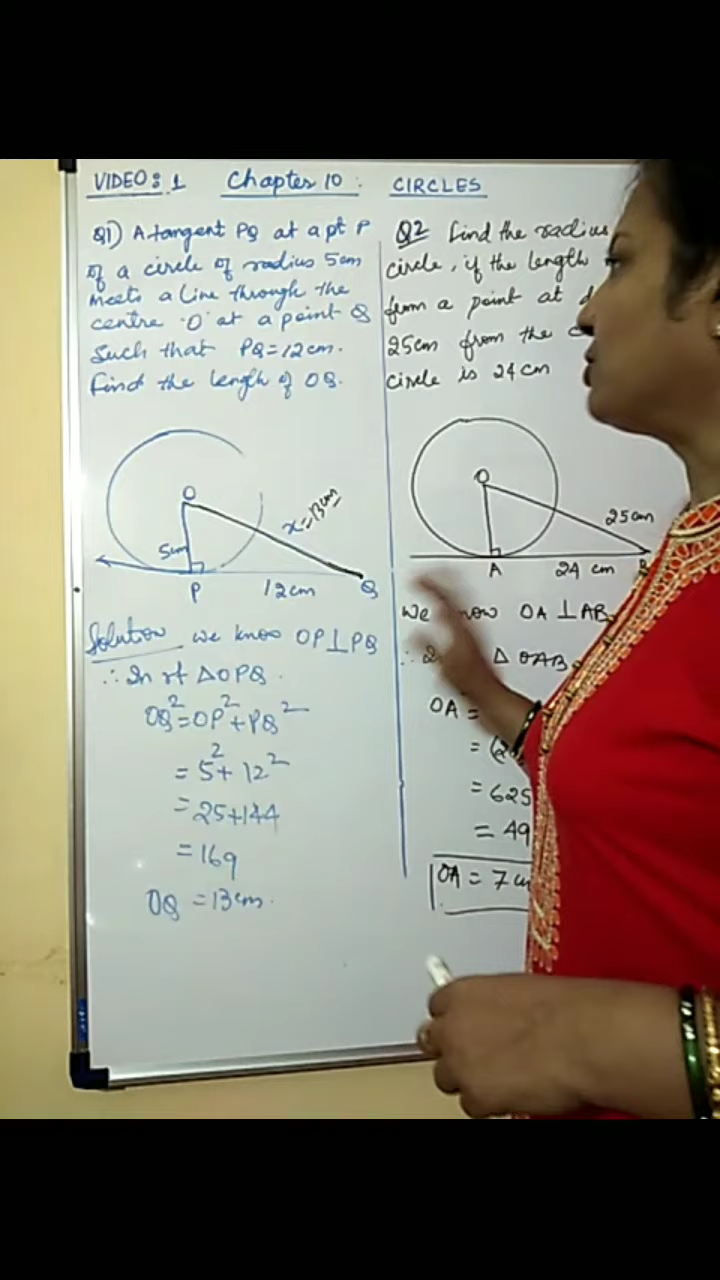 VIDEO: 1 Chapter 10: CIRCLES
Q1) A tangent PQ at a pt P
of a circle of radius 5cm
meets a line through the
centre 'O' at a point Q
such that PQ=12cm.
Find the length of OQ.
O
5cm
x=13cm
P
12cm
Q
Solution we know OP⊥PQ
∴ In rt △OPQ.
OQ²=OP²+PQ²
= 5²+12²
= 25+144
= 169
OQ = 13cm.
Q2 Find the radius
circle, if the length
from a point at
25cm from the
circle is 24cm
O
25cm
A
24 cm
We know OA ⊥ AB
∴ △ OAB
OA =
=
= 625
= 49
OA = 7 cm